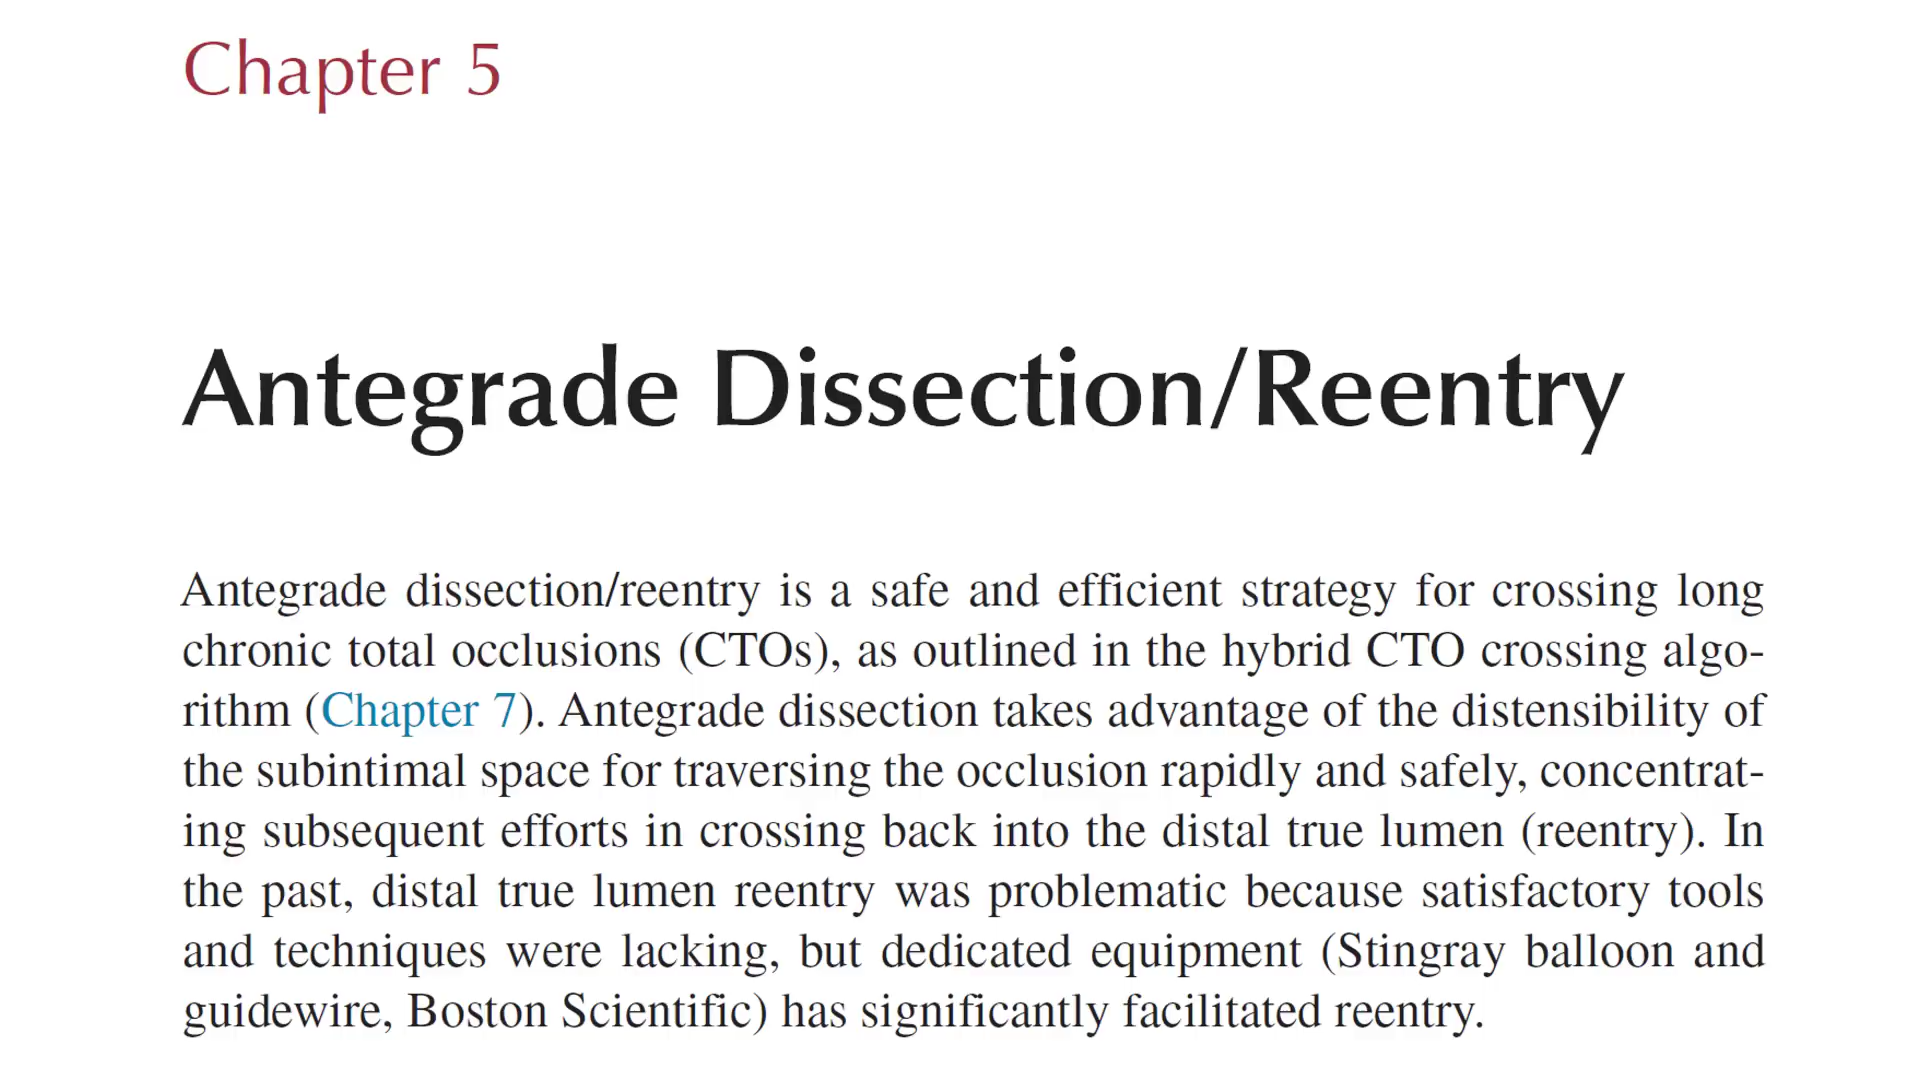 Chapter 5
Antegrade Dissection/Reentry
Antegrade dissection/reentry is a safe and efficient strategy for crossing long
chronic total occlusions (CTOs), as outlined in the hybrid CTO crossing algo-
rithm (Chapter 7). Antegrade dissection takes advantage of the distensibility of
the subintimal space for traversing the occlusion rapidly and safely, concentrat-
ing subsequent efforts in crossing back into the distal true lumen (reentry). In
the past, distal true lumen reentry was problematic because satisfactory tools
and techniques were lacking, but dedicated equipment (Stingray balloon and
guidewire, Boston Scientific) has significantly facilitated reentry.